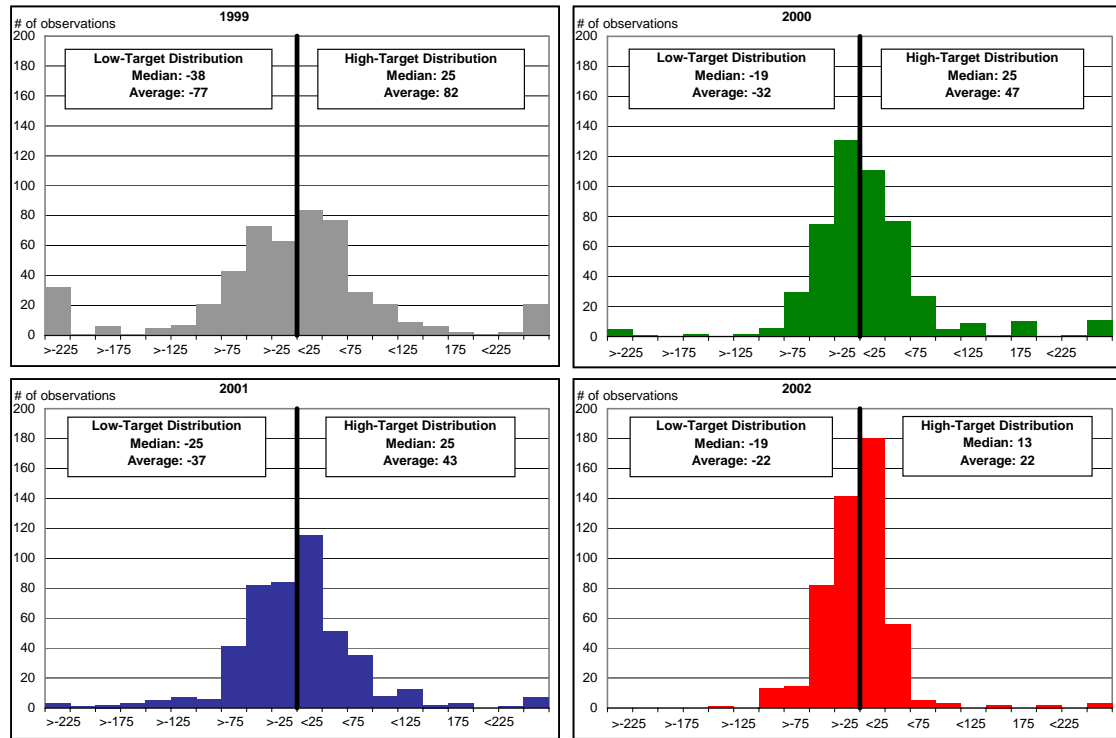 1999
# of observations
200
180
160
140
120
100
80
60
40
20
0
Low-Target Distribution
Median: -38
Average: -77
High-Target Distribution
Median: 25
Average: 82
>-225 >-175 >-125 >-75 >-25 <25 <75 <125 175 <225
2000
# of observations
200
180
160
140
120
100
80
60
40
20
0
Low-Target Distribution
Median: -19
Average: -32
High-Target Distribution
Median: 25
Average: 47
>-225 >-175 >-125 >-75 >-25 <25 <75 <125 175 <225
2001
# of observations
200
180
160
140
120
100
80
60
40
20
0
Low-Target Distribution
Median: -25
Average: -37
High-Target Distribution
Median: 25
Average: 43
>-225 >-175 >-125 >-75 >-25 <25 <75 <125 175 <225
2002
# of observations
200
180
160
140
120
100
80
60
40
20
0
Low-Target Distribution
Median: -19
Average: -22
High-Target Distribution
Median: 13
Average: 22
>-225 >-175 >-125 >-75 >-25 <25 <75 <125 175 <225